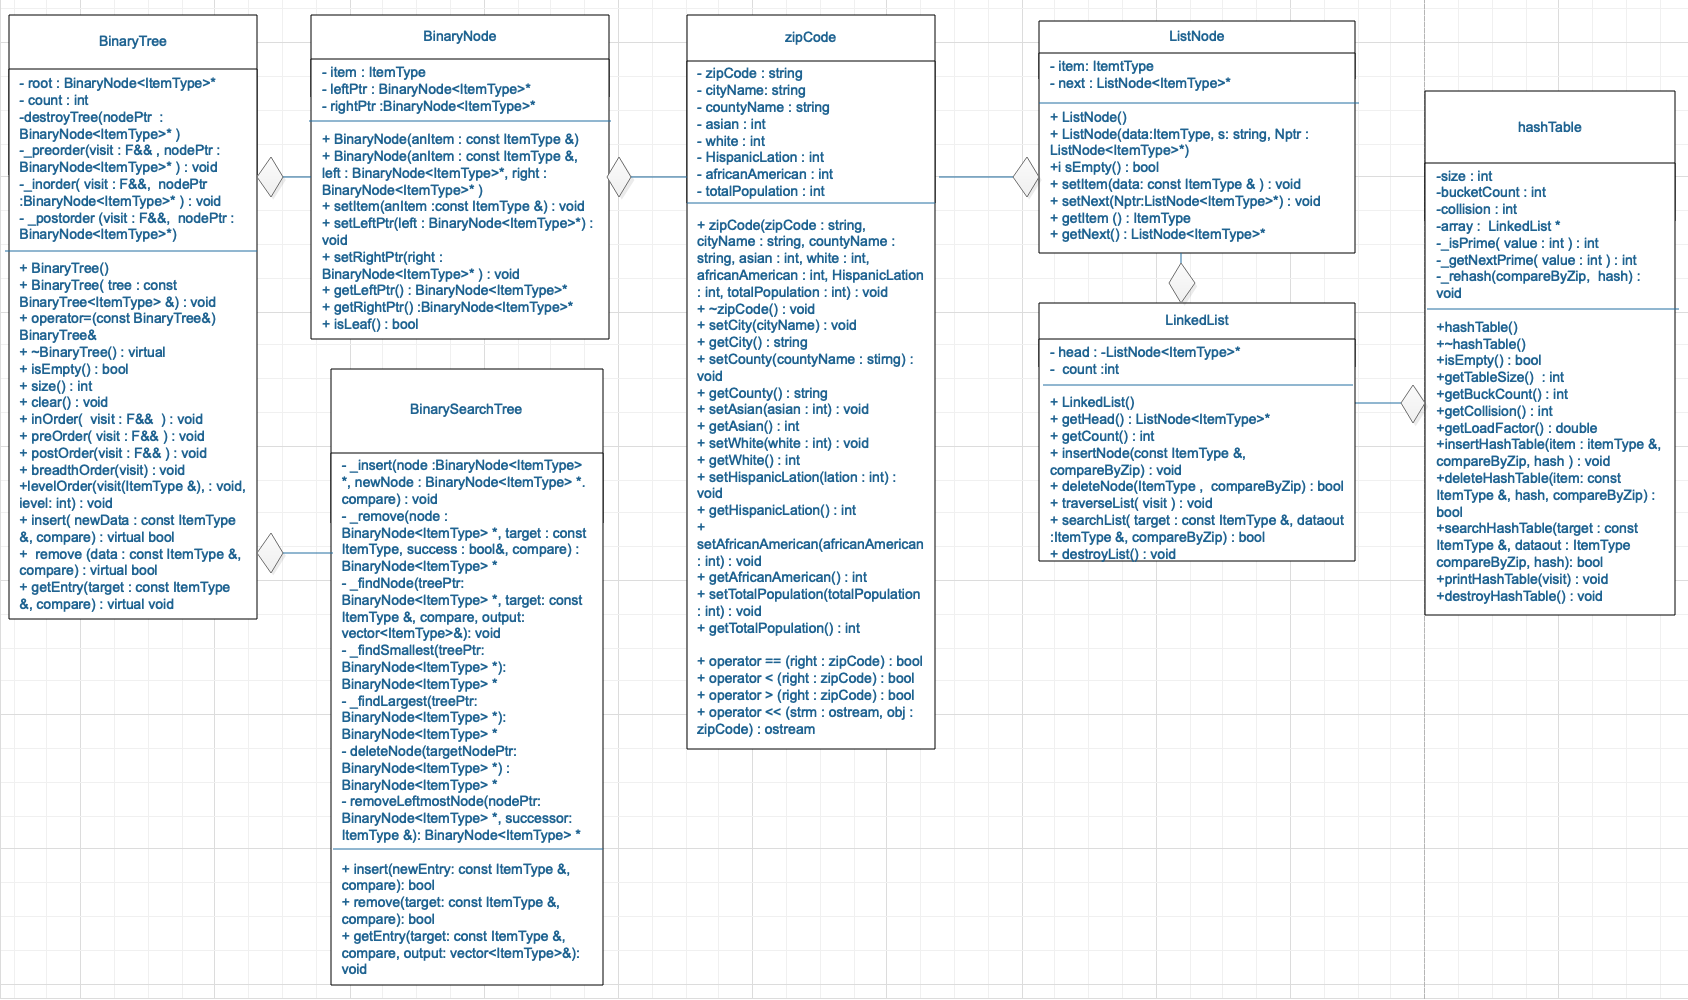 BinaryTree
- root : BinaryNode<ItemType>*
- count : int
-destroyTree(nodePtr :
BinaryNode<ItemType>* )
-_preorder(visit : F&& , nodePtr :
BinaryNode<ItemType>* ) : void
-_inorder( visit : F&&, nodePtr
:BinaryNode<ItemType>* ) : void
- _postorder (visit : F&&, nodePtr :
BinaryNode<ItemType>*)
+ BinaryTree()
+ BinaryTree( tree : const
BinaryTree<ItemType> &) : void
+ operator=(const BinaryTree&)
BinaryTree&
+ ~BinaryTree() : virtual
+ isEmpty() : bool
+ size() : int
+ clear() : void
+ inOrder( visit : F&& ) : void
+ preOrder( visit : F&& ) : void
+ postOrder(visit : F&& ) : void
+ breadthOrder(visit) : void
+levelOrder(visit(ItemType &), : void,
ievel: int) : void
+ insert( newData : const ItemType
&, compare) : virtual bool
+ remove (data : const ItemType &,
compare) : virtual bool
+ getEntry(target : const ItemType
&, compare) : virtual void
BinaryNode
- item : ItemType
- leftPtr : BinaryNode<ItemType>*
- rightPtr :BinaryNode<ItemType>*
+ BinaryNode(anItem : const ItemType &)
+ BinaryNode(anItem : const ItemType &,
left : BinaryNode<ItemType>*, right :
BinaryNode<ItemType>* )
+ setItem(anItem :const ItemType &) : void
+ setLeftPtr(left : BinaryNode<ItemType>*) :
void
+ setRightPtr(right :
BinaryNode<ItemType>* ) : void
+ getLeftPtr() : BinaryNode<ItemType>*
+ getRightPtr() :BinaryNode<ItemType>*
+ isLeaf() : bool
BinarySearchTree
- _insert(node :BinaryNode<ItemType>
*, newNode : BinaryNode<ItemType> *.
compare) : void
- _remove(node :
BinaryNode<ItemType> *, target : const
ItemType, success : bool&, compare) :
BinaryNode<ItemType> *
- _findNode(treePtr:
BinaryNode<ItemType> *, target: const
ItemType &, compare, output:
vector<ItemType>&): void
- _findSmallest(treePtr:
BinaryNode<ItemType> *):
BinaryNode<ItemType> *
- _findLargest(treePtr:
BinaryNode<ItemType> *):
BinaryNode<ItemType> *
- deleteNode(targetNodePtr:
BinaryNode<ItemType> *) :
BinaryNode<ItemType> *
- removeLeftmostNode(nodePtr:
BinaryNode<ItemType> *, successor:
ItemType &): BinaryNode<ItemType> *
+ insert(newEntry: const ItemType &,
compare): bool
+ remove(target: const ItemType &,
compare): bool
+ getEntry(target: const ItemType &,
compare, output: vector<ItemType>&):
void
zipCode
- zipCode : string
- cityName: string
- countyName : string
- asian : int
- white : int
- HispanicLation : int
- africanAmerican : int
- totalPopulation : int
+ zipCode(zipCode : string,
cityName : string, countyName :
string, asian : int, white : int,
africanAmerican : int, HispanicLation
: int, totalPopulation : int) : void
+ ~zipCode() : void
+ setCity(cityName) : void
+ getCity() : string
+ setCounty(countyName : stirng) :
void
+ getCounty() : string
+ setAsian(asian : int) : void
+ getAsian() : int
+ setWhite(white : int) : void
+ getWhite() : int
+ setHispanicLation(lation : int) :
void
+ getHispanicLation() : int
+
setAfricanAmerican(africanAmerican
: int) : void
+ getAfricanAmerican() : int
+ setTotalPopulation(totalPopulation
: int) : void
+ getTotalPopulation() : int
+ operator == (right : zipCode) : bool
+ operator < (right : zipCode) : bool
+ operator > (right : zipCode) : bool
+ operator << (strm : ostream, obj :
zipCode) : ostream
ListNode
- item: ItemtType
- next : ListNode<ItemType>*
+ ListNode()
+ ListNode(data:ItemType, s: string, Nptr :
ListNode<ItemType>*)
+i sEmpty() : bool
+ setItem(data: const ItemType & ) : void
+ setNext(Nptr:ListNode<ItemType>*) : void
+ getItem () : ItemType
+ getNext() : ListNode<ItemType>*
LinkedList
- head : -ListNode<ItemType>*
- count :int
+ LinkedList()
+ getHead() : ListNode<ItemType>*
+ getCount() : int
+ insertNode(const ItemType &,
compareByZip) : void
+ deleteNode(ItemType , compareByZip) : bool
+ traverseList( visit ) : void
+ searchList( target : const ItemType &, dataout
:ItemType &, compareByZip) : bool
+ destroyList() : void
hashTable
-size : int
-bucketCount : int
-collision : int
-array : LinkedList *
-_isPrime( value : int ) : int
-_getNextPrime( value : int ) : int
-_rehash(compareByZip, hash) :
void
+hashTable()
+~hashTable()
+isEmpty() : bool
+getTableSize() : int
+getBuckCount() : int
+getCollision() : int
+getLoadFactor() : double
+insertHashTable(item : itemType &,
compareByZip, hash ) : void
+deleteHashTable(item: const
ItemType &, hash, compareByZip) :
bool
+searchHashTable(target : const
ItemType &, dataout : ItemType
compareByZip, hash): bool
+printHashTable(visit) : void
+destroyHashTable() : void